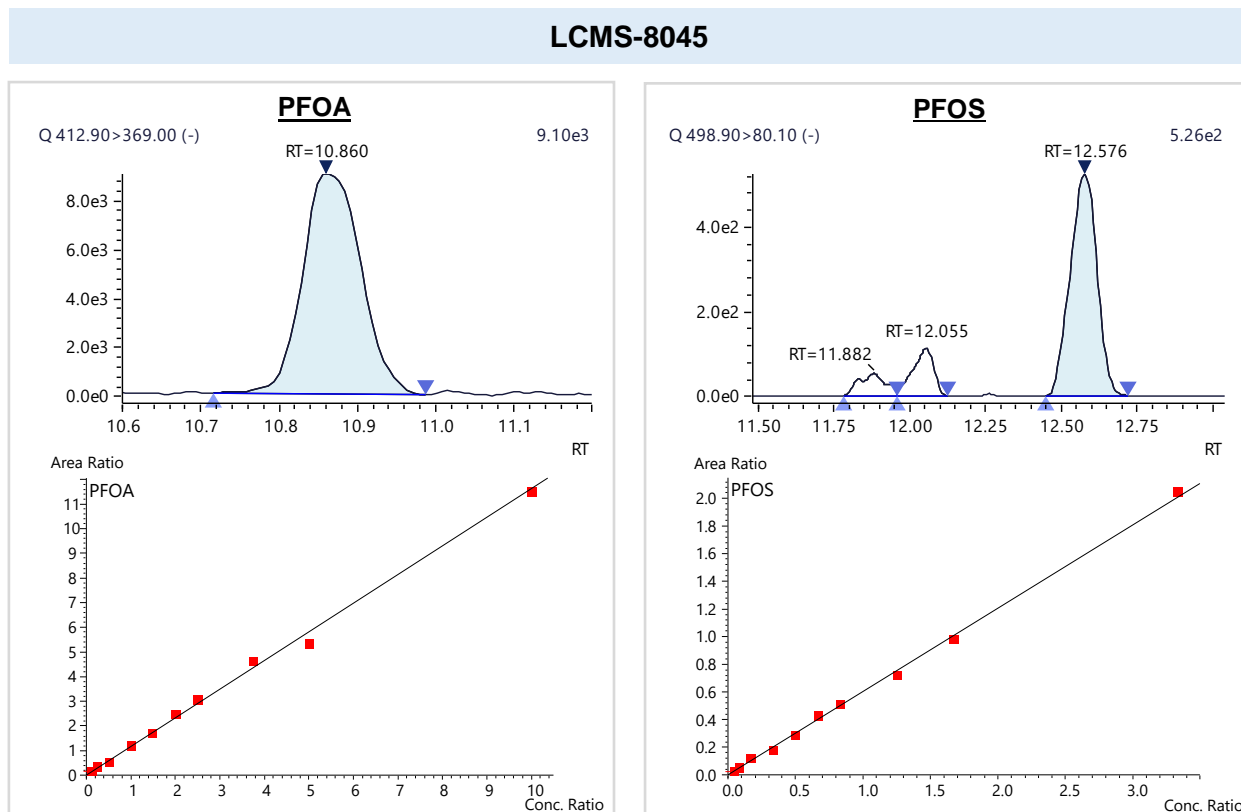 LCMS-8045
PFOA
Q 412.90>369.00 (-) 9.10e3
RT=10.860
8.0e3
6.0e3
4.0e3
2.0e3
0.0e0
10.6 10.7 10.8 10.9 11.0 11.1
RT
Area Ratio
PFOA
11
10
9
8
7
6
5
4
3
2
1
0
0 1 2 3 4 5 6 7 8 9 10
Conc. Ratio
PFOS
Q 498.90>80.10 (-) 5.26e2
RT=12.576
4.0e2
RT=12.055
RT=11.882
2.0e2
0.0e0
11.50 11.75 12.00 12.25 12.50 12.75
RT
Area Ratio
PFOS
2.0
1.8
1.6
1.4
1.2
1.0
0.8
0.6
0.4
0.2
0.0
0.0 0.5 1.0 1.5 2.0 2.5 3.0
Conc. Ratio